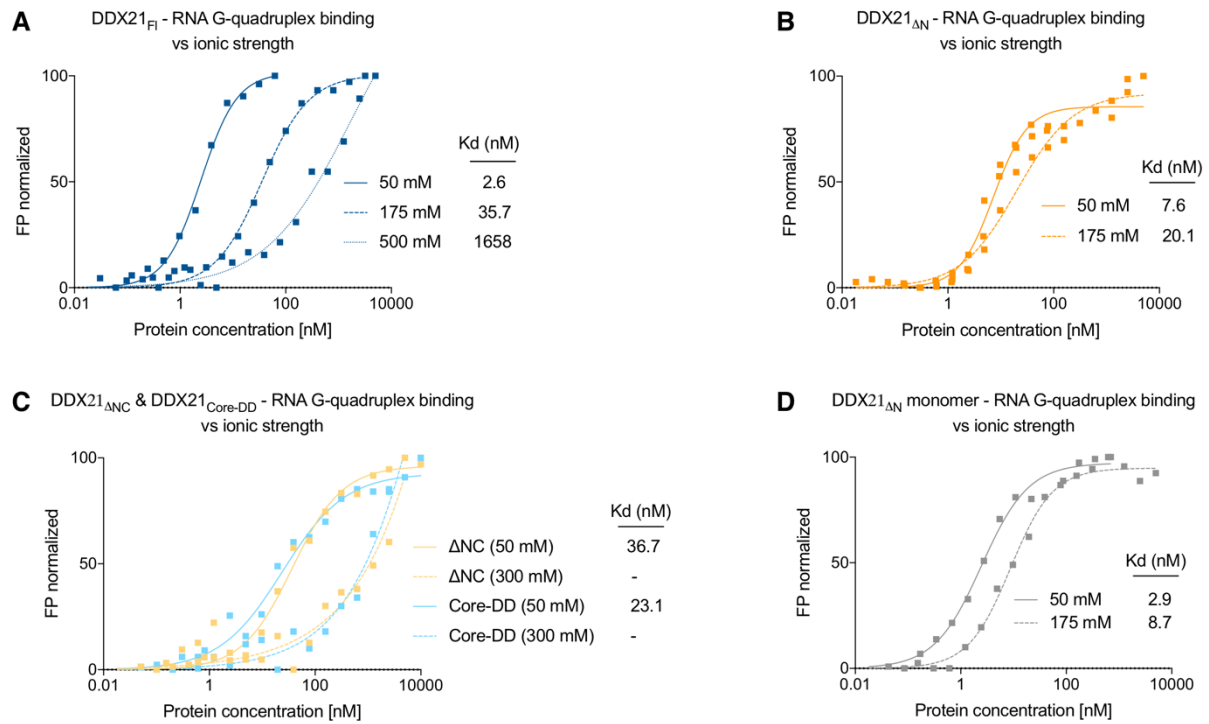 A
DDX21FI - RNA G-quadruplex binding
vs ionic strength
FP normalized
100
50
0
0.01
1
100
10000
Protein concentration [nM]
Kd (nM)
50 mM 2.6
175 mM 35.7
500 mM 1658
B
DDX21ΔN - RNA G-quadruplex binding
vs ionic strength
FP normalized
100
50
0
0.01
1
100
10000
Protein concentration [nM]
Kd (nM)
50 mM 7.6
175 mM 20.1
C
DDX21ΔNC & DDX21Core-DD - RNA G-quadruplex binding
vs ionic strength
FP normalized
100
50
0
0.01
1
100
10000
Protein concentration [nM]
Kd (nM)
ΔNC (50 mM) 36.7
ΔNC (300 mM) -
Core-DD (50 mM) 23.1
Core-DD (300 mM) -
D
DDX21ΔN monomer - RNA G-quadruplex binding
vs ionic strength
FP normalized
100
50
0
0.01
1
100
10000
Protein concentration [nM]
Kd (nM)
50 mM 2.9
175 mM 8.7